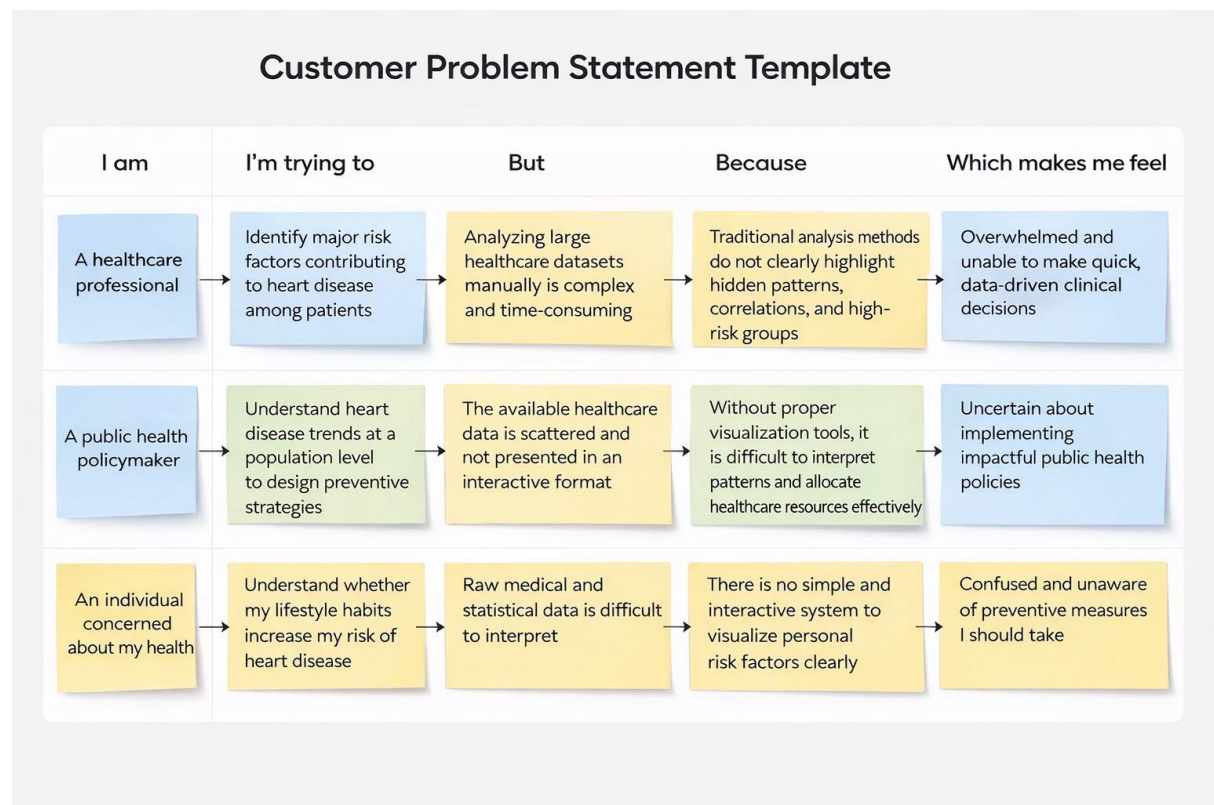 Customer Problem Statement Template
I am
I'm trying to
But
Because
Which makes me feel
A healthcare
professional
Identify major risk
factors contributing
to heart disease
among patients
Analyzing large
healthcare datasets
manually is complex
and time-consuming
Traditional analysis methods
do not clearly highlight
hidden patterns,
correlations, and high-
risk groups
Overwhelmed and
unable to make quick,
data-driven clinical
decisions
A public health
policymaker
Understand heart
disease trends at a
population level
to design preventive
strategies
The available healthcare
data is scattered and
not presented in an
interactive format
Without proper
visualization tools, it
is difficult to interpret
patterns and allocate
healthcare resources effectively
Uncertain about
implementing
impactful public health
policies
An individual
concerned
about my health
Understand whether
my lifestyle habits
increase my risk of
heart disease
Raw medical and
statistical data is difficult
to interpret
There is no simple and
interactive system to
visualize personal
risk factors clearly
Confused and unaware
of preventive measures
I should take